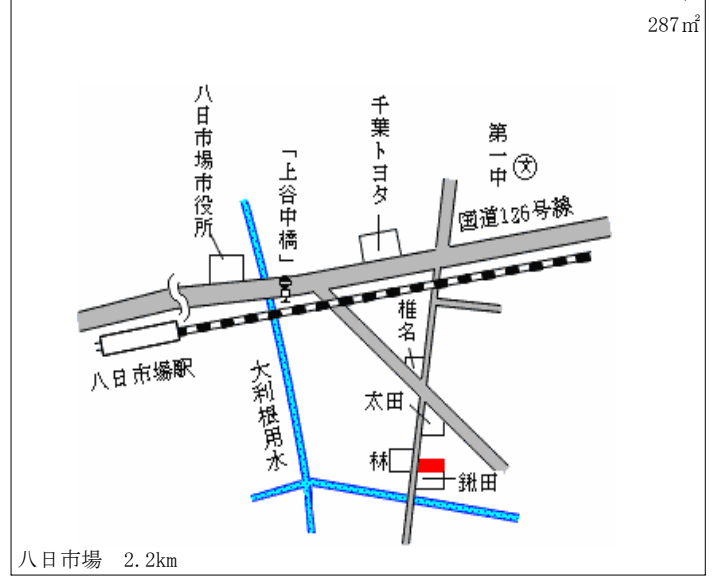 287㎡
八日市場市役所
「上谷中橋」
千葉トヨタ
第一中
文
国道126号線
椎名
八日市場駅
大利根用水
太田
林
鍬田
八日市場 2.2km